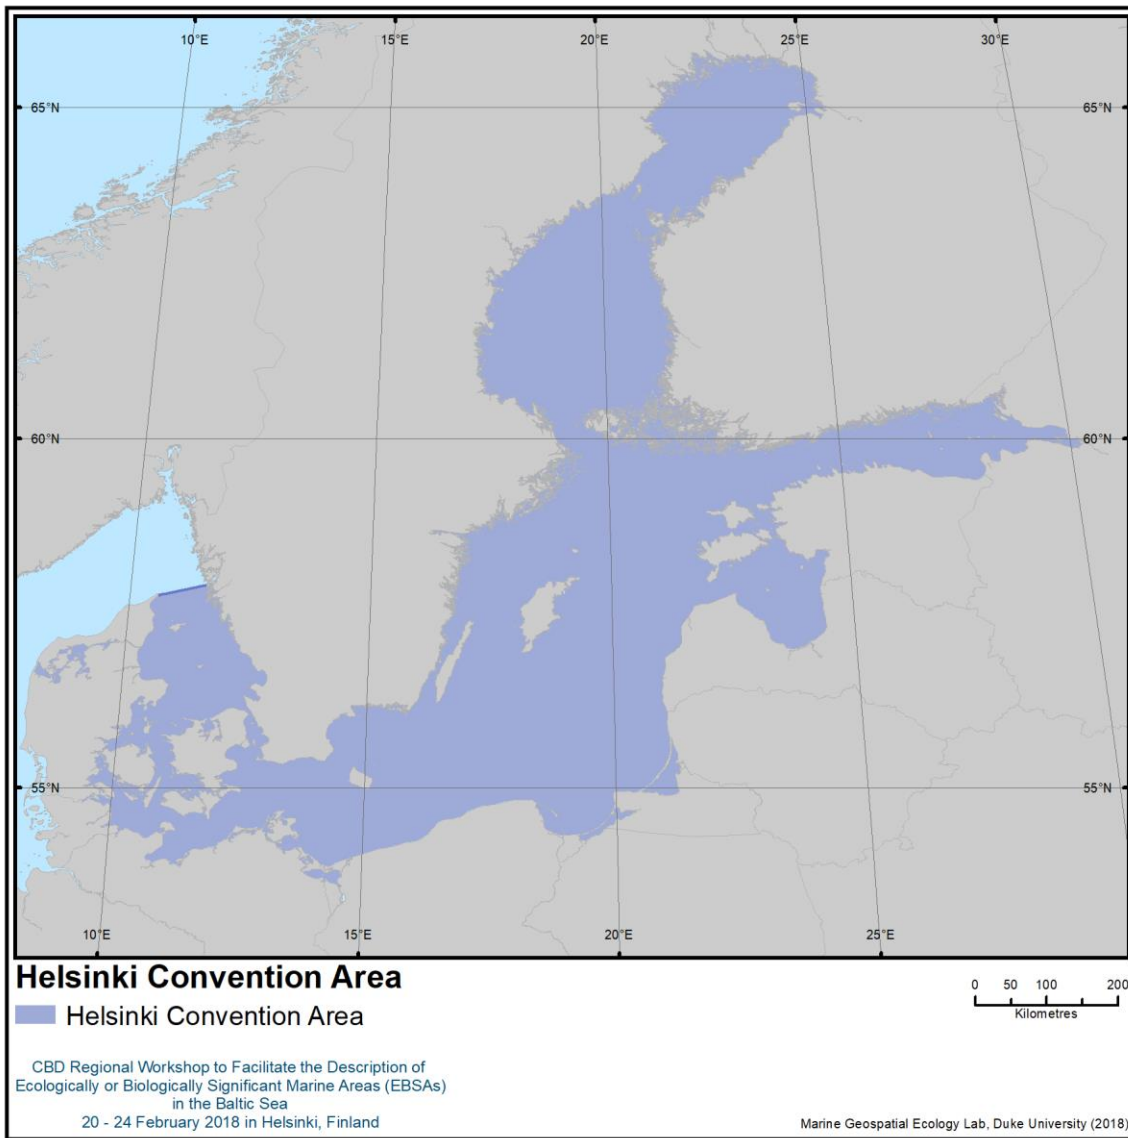 10°E 15°E 20°E 25°E 30°E
65°N 65°N
60°N 60°N
55°N 55°N
10°E 15°E 20°E 25°E
Helsinki Convention Area
Helsinki Convention Area
0 50 100 200
Kilometres
CBD Regional Workshop to Facilitate the Description of
Ecologically or Biologically Significant Marine Areas (EBSAs)
in the Baltic Sea
20 - 24 February 2018 in Helsinki, Finland
Marine Geospatial Ecology Lab, Duke University (2018)